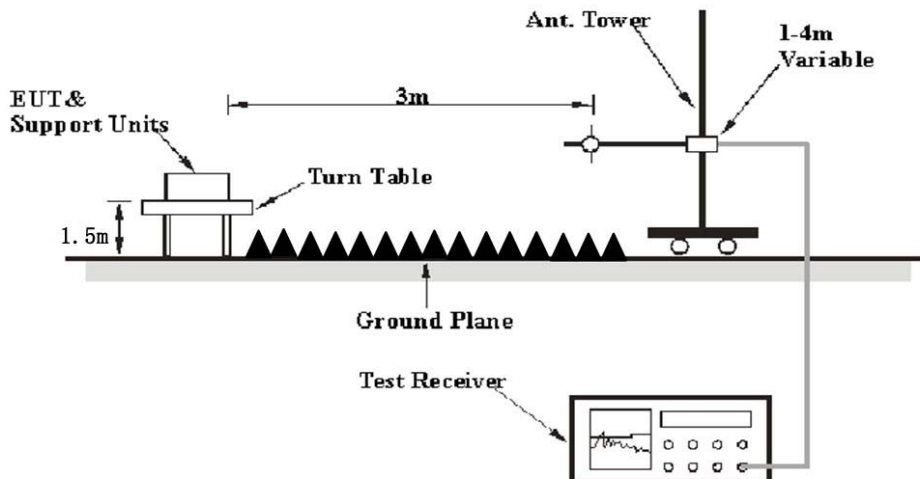 Ant. Tower
1-4m
Variable
3m
EUT&
Support Units
Turn Table
1.5m
Ground Plane
Test Receiver